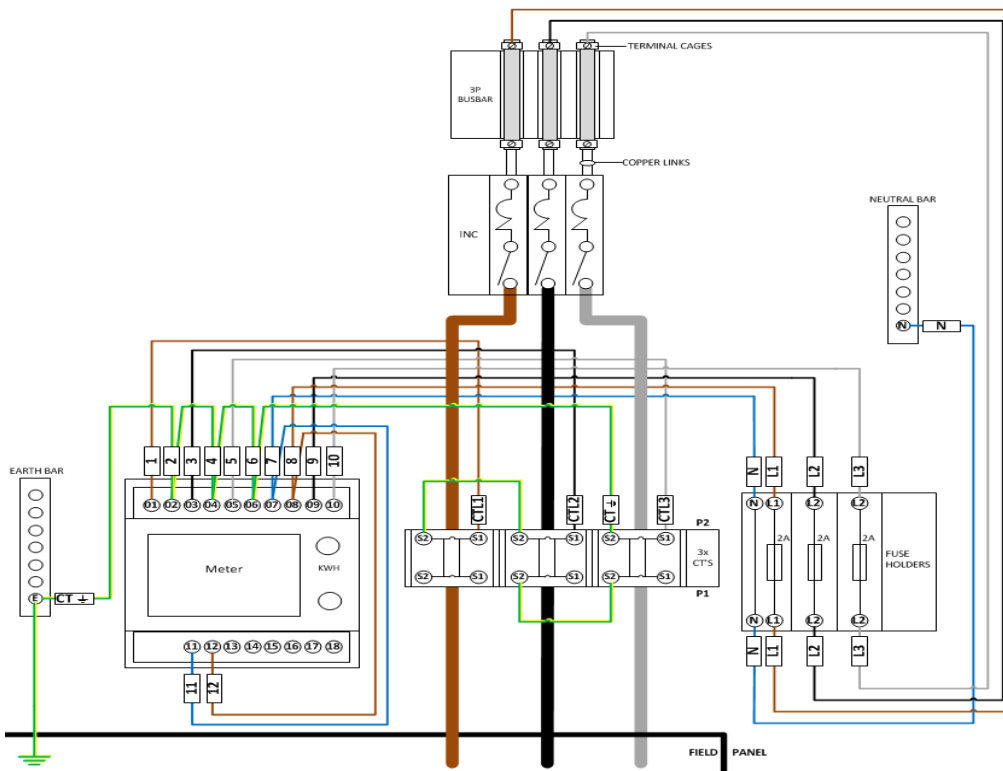 TERMINAL CAGES
3P
BUSBAR
COPPER LINKS
INC
NEUTRAL BAR
N N
EARTH BAR
1 2 3 4 5 6 7 8 9 10
01 02 03 04 05 06 07 08 09 10
Meter
KWH
E CT
11 12 13 14 15 16 17 18
11 12
CTL1 CTL2 CT CTL3
P2
S2 S1 S2 S1 S2 S1
3x
CT'S
S2 S1 S2 S1 S2 S1
P1
N L1 L2 L3
N L1 L2 L2
2A 2A 2A
FUSE
HOLDERS
N L1 L2 L2
N L1 L2 L3
FIELD PANEL